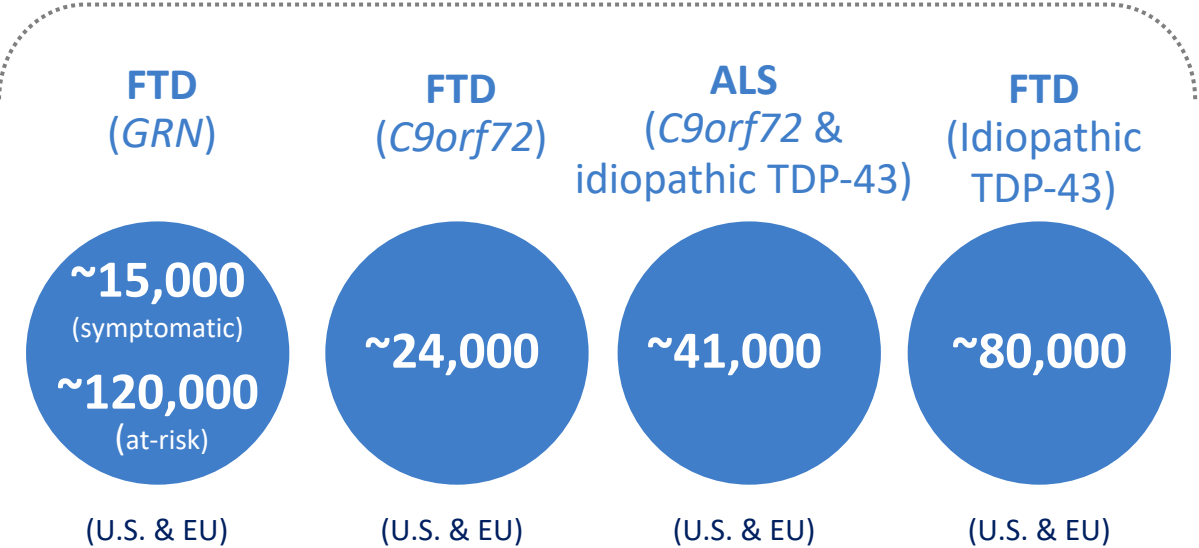 FTD
(GRN)
FTD
(C9orf72)
ALS
(C9orf72 &
idiopathic TDP-43)
FTD
(Idiopathic
TDP-43)
~15,000
(symptomatic)
~120,000
(at-risk)
~24,000
~41,000
~80,000
(U.S. & EU)
(U.S. & EU)
(U.S. & EU)
(U.S. & EU)